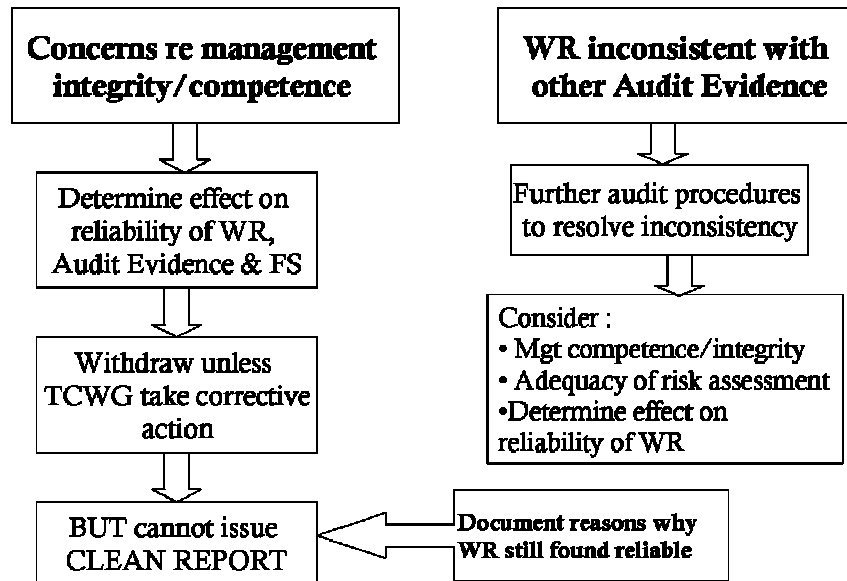 Concerns re management
integrity/competence
Determine effect on
reliability of WR,
Audit Evidence & FS
Withdraw unless
TCWG take corrective
action
BUT cannot issue
CLEAN REPORT
WR inconsistent with
other Audit Evidence
Further audit procedures
to resolve inconsistency
Consider :
• Mgt competence/integrity
• Adequacy of risk assessment
•Determine effect on
reliability of WR
Document reasons why
WR still found reliable